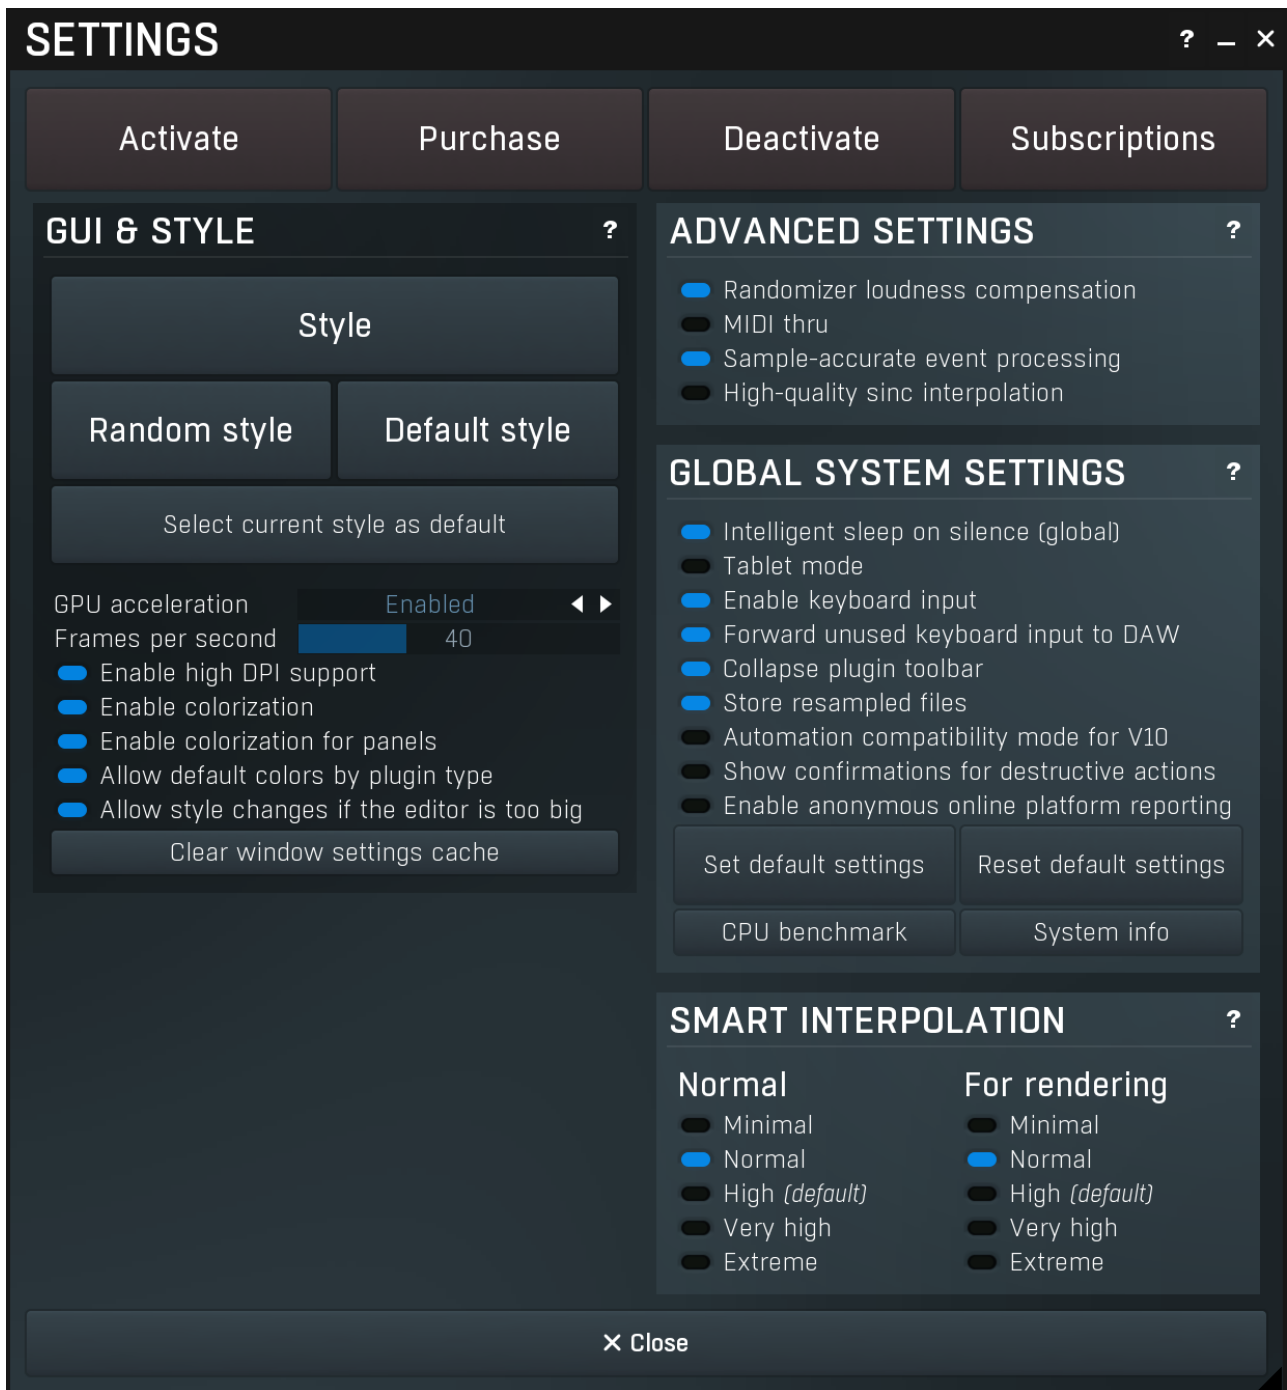 SETTINGS
? _ ×
Activate
Purchase
Deactivate
Subscriptions
GUI & STYLE ?
Style
Random style
Default style
Select current style as default
GPU acceleration Enabled
Frames per second 40
Enable high DPI support
Enable colorization
Enable colorization for panels
Allow default colors by plugin type
Allow style changes if the editor is too big
Clear window settings cache
ADVANCED SETTINGS ?
Randomizer loudness compensation
MIDI thru
Sample-accurate event processing
High-quality sinc interpolation
GLOBAL SYSTEM SETTINGS ?
Intelligent sleep on silence (global)
Tablet mode
Enable keyboard input
Forward unused keyboard input to DAW
Collapse plugin toolbar
Store resampled files
Automation compatibility mode for V10
Show confirmations for destructive actions
Enable anonymous online platform reporting
Set default settings
Reset default settings
CPU benchmark
System info
SMART INTERPOLATION ?
Normal
Minimal
Normal
High (default)
Very high
Extreme
For rendering
Minimal
Normal
High (default)
Very high
Extreme
× Close